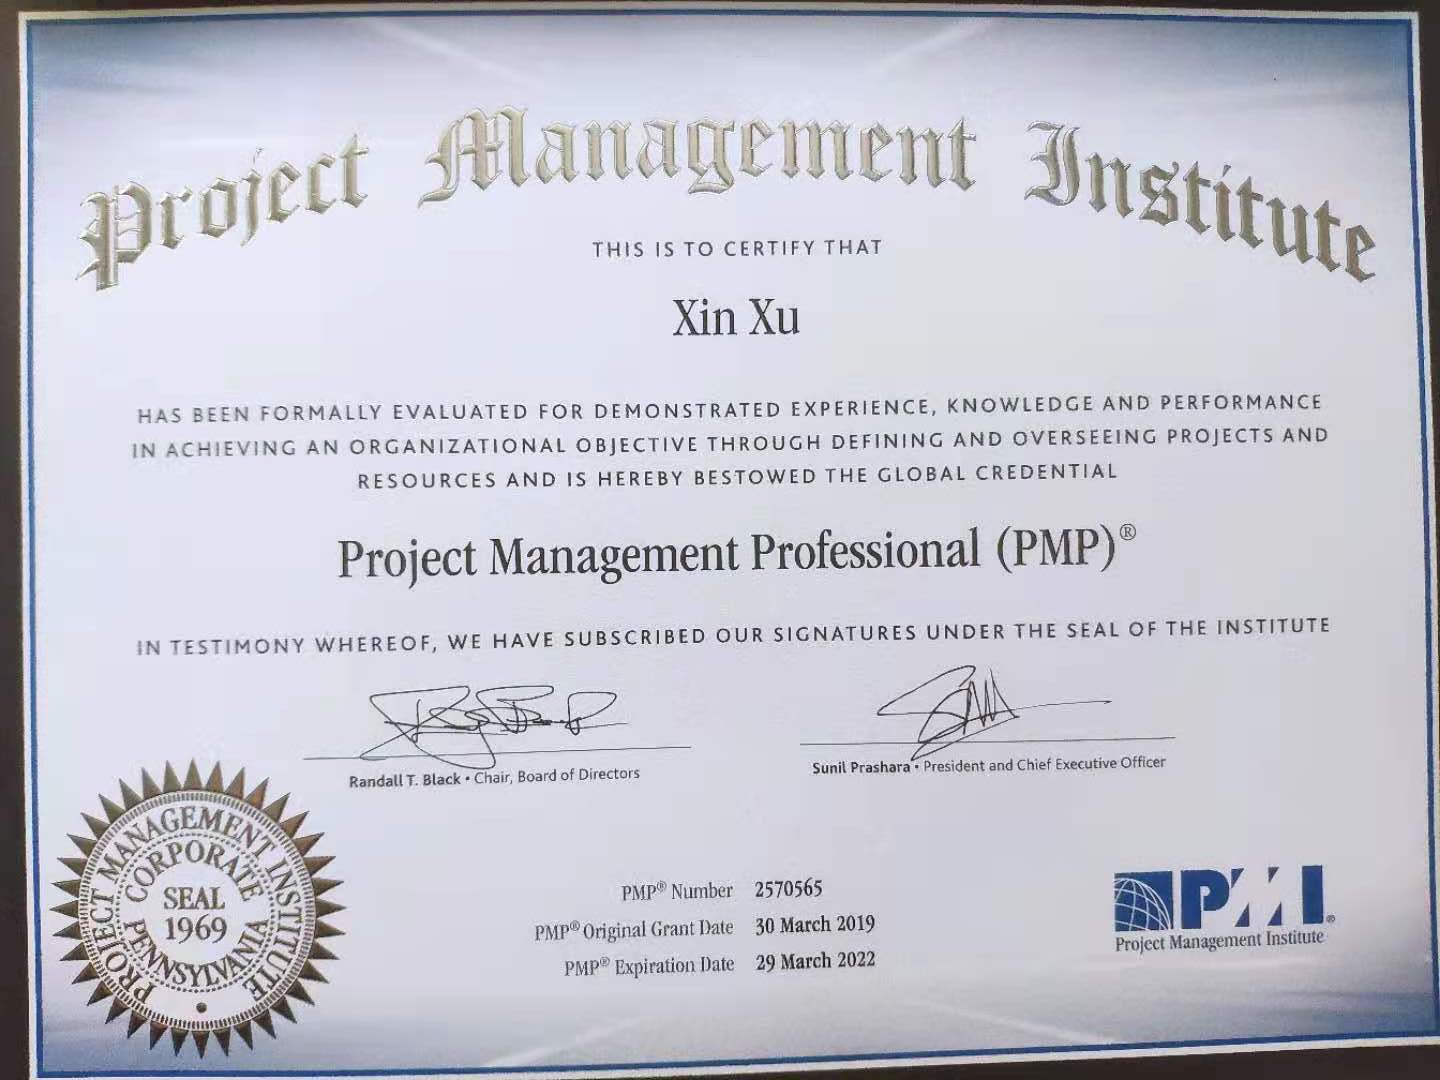 Project Management Institute
THIS IS TO CERTIFY THAT
Xin Xu
HAS BEEN FORMALLY EVALUATED FOR DEMONSTRATED EXPERIENCE, KNOWLEDGE AND PERFORMANCE
IN ACHIEVING AN ORGANIZATIONAL OBJECTIVE THROUGH DEFINING AND OVERSEEING PROJECTS AND
RESOURCES AND IS HEREBY BESTOWED THE GLOBAL CREDENTIAL
Project Management Professional (PMP)®
IN TESTIMONY WHEREOF, WE HAVE SUBSCRIBED OUR SIGNATURES UNDER THE SEAL OF THE INSTITUTE
Randall T. Black • Chair, Board of Directors
Sunil Prashara • President and Chief Executive Officer
PROJECT MANAGEMENT INSTITUTE
CORPORATE
SEAL
1969
PENNSYLVANIA
PMP® Number 2570565
PMP® Original Grant Date 30 March 2019
PMP® Expiration Date 29 March 2022
PMI®
Project Management Institute